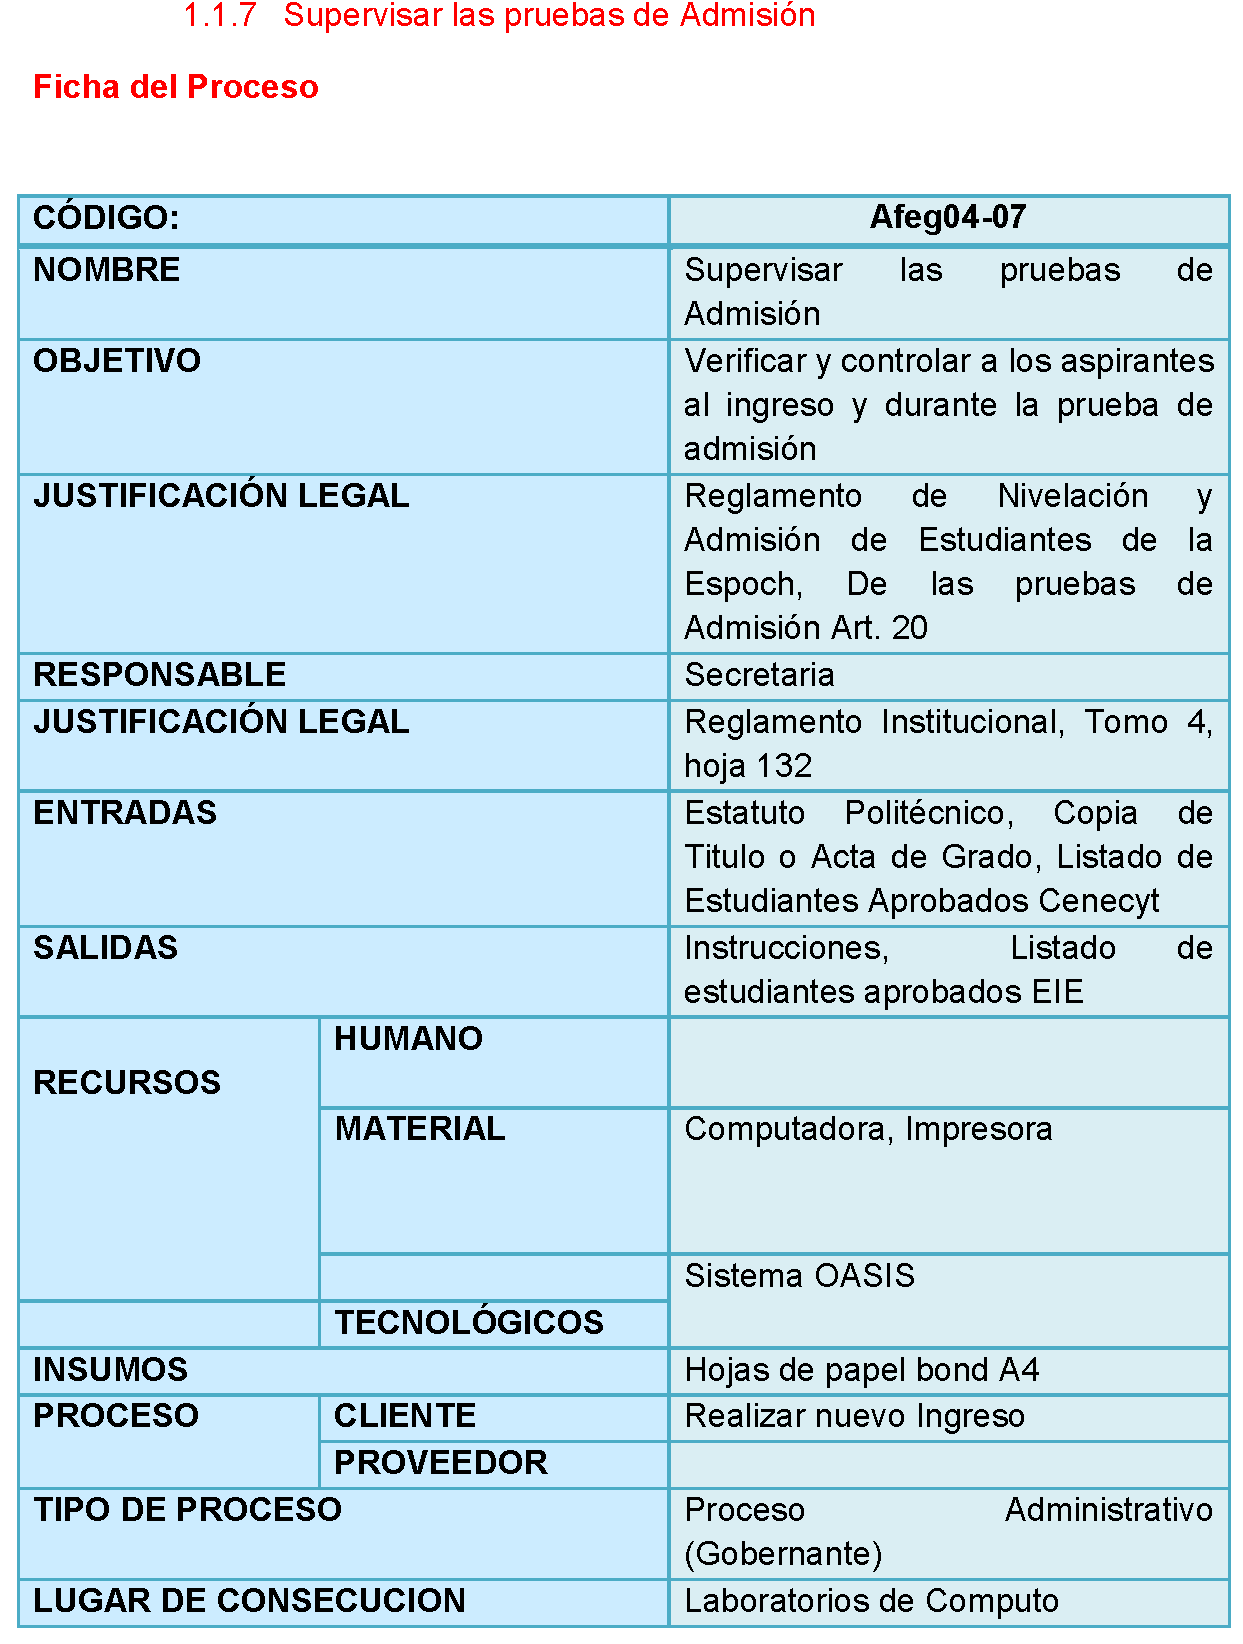 1.1.7 Supervisar las pruebas de Admisión
Ficha del Proceso
CÓDIGO: Afeg04-07
NOMBRE Supervisar las pruebas de
Admisión
OBJETIVO Verificar y controlar a los aspirantes
al ingreso y durante la prueba de
admisión
JUSTIFICACIÓN LEGAL Reglamento de Nivelación y
Admisión de Estudiantes de la
Espoch, De las pruebas de
Admisión Art. 20
RESPONSABLE Secretaria
JUSTIFICACIÓN LEGAL Reglamento Institucional, Tomo 4,
hoja 132
ENTRADAS Estatuto Politécnico, Copia de
Titulo o Acta de Grado, Listado de
Estudiantes Aprobados Cenecyt
SALIDAS Instrucciones, Listado de
estudiantes aprobados EIE
HUMANO
RECURSOS
MATERIAL Computadora, Impresora
Sistema OASIS
TECNOLÓGICOS
INSUMOS Hojas de papel bond A4
PROCESO CLIENTE Realizar nuevo Ingreso
PROVEEDOR
TIPO DE PROCESO Proceso Administrativo
(Gobernante)
LUGAR DE CONSECUCION Laboratorios de Computo